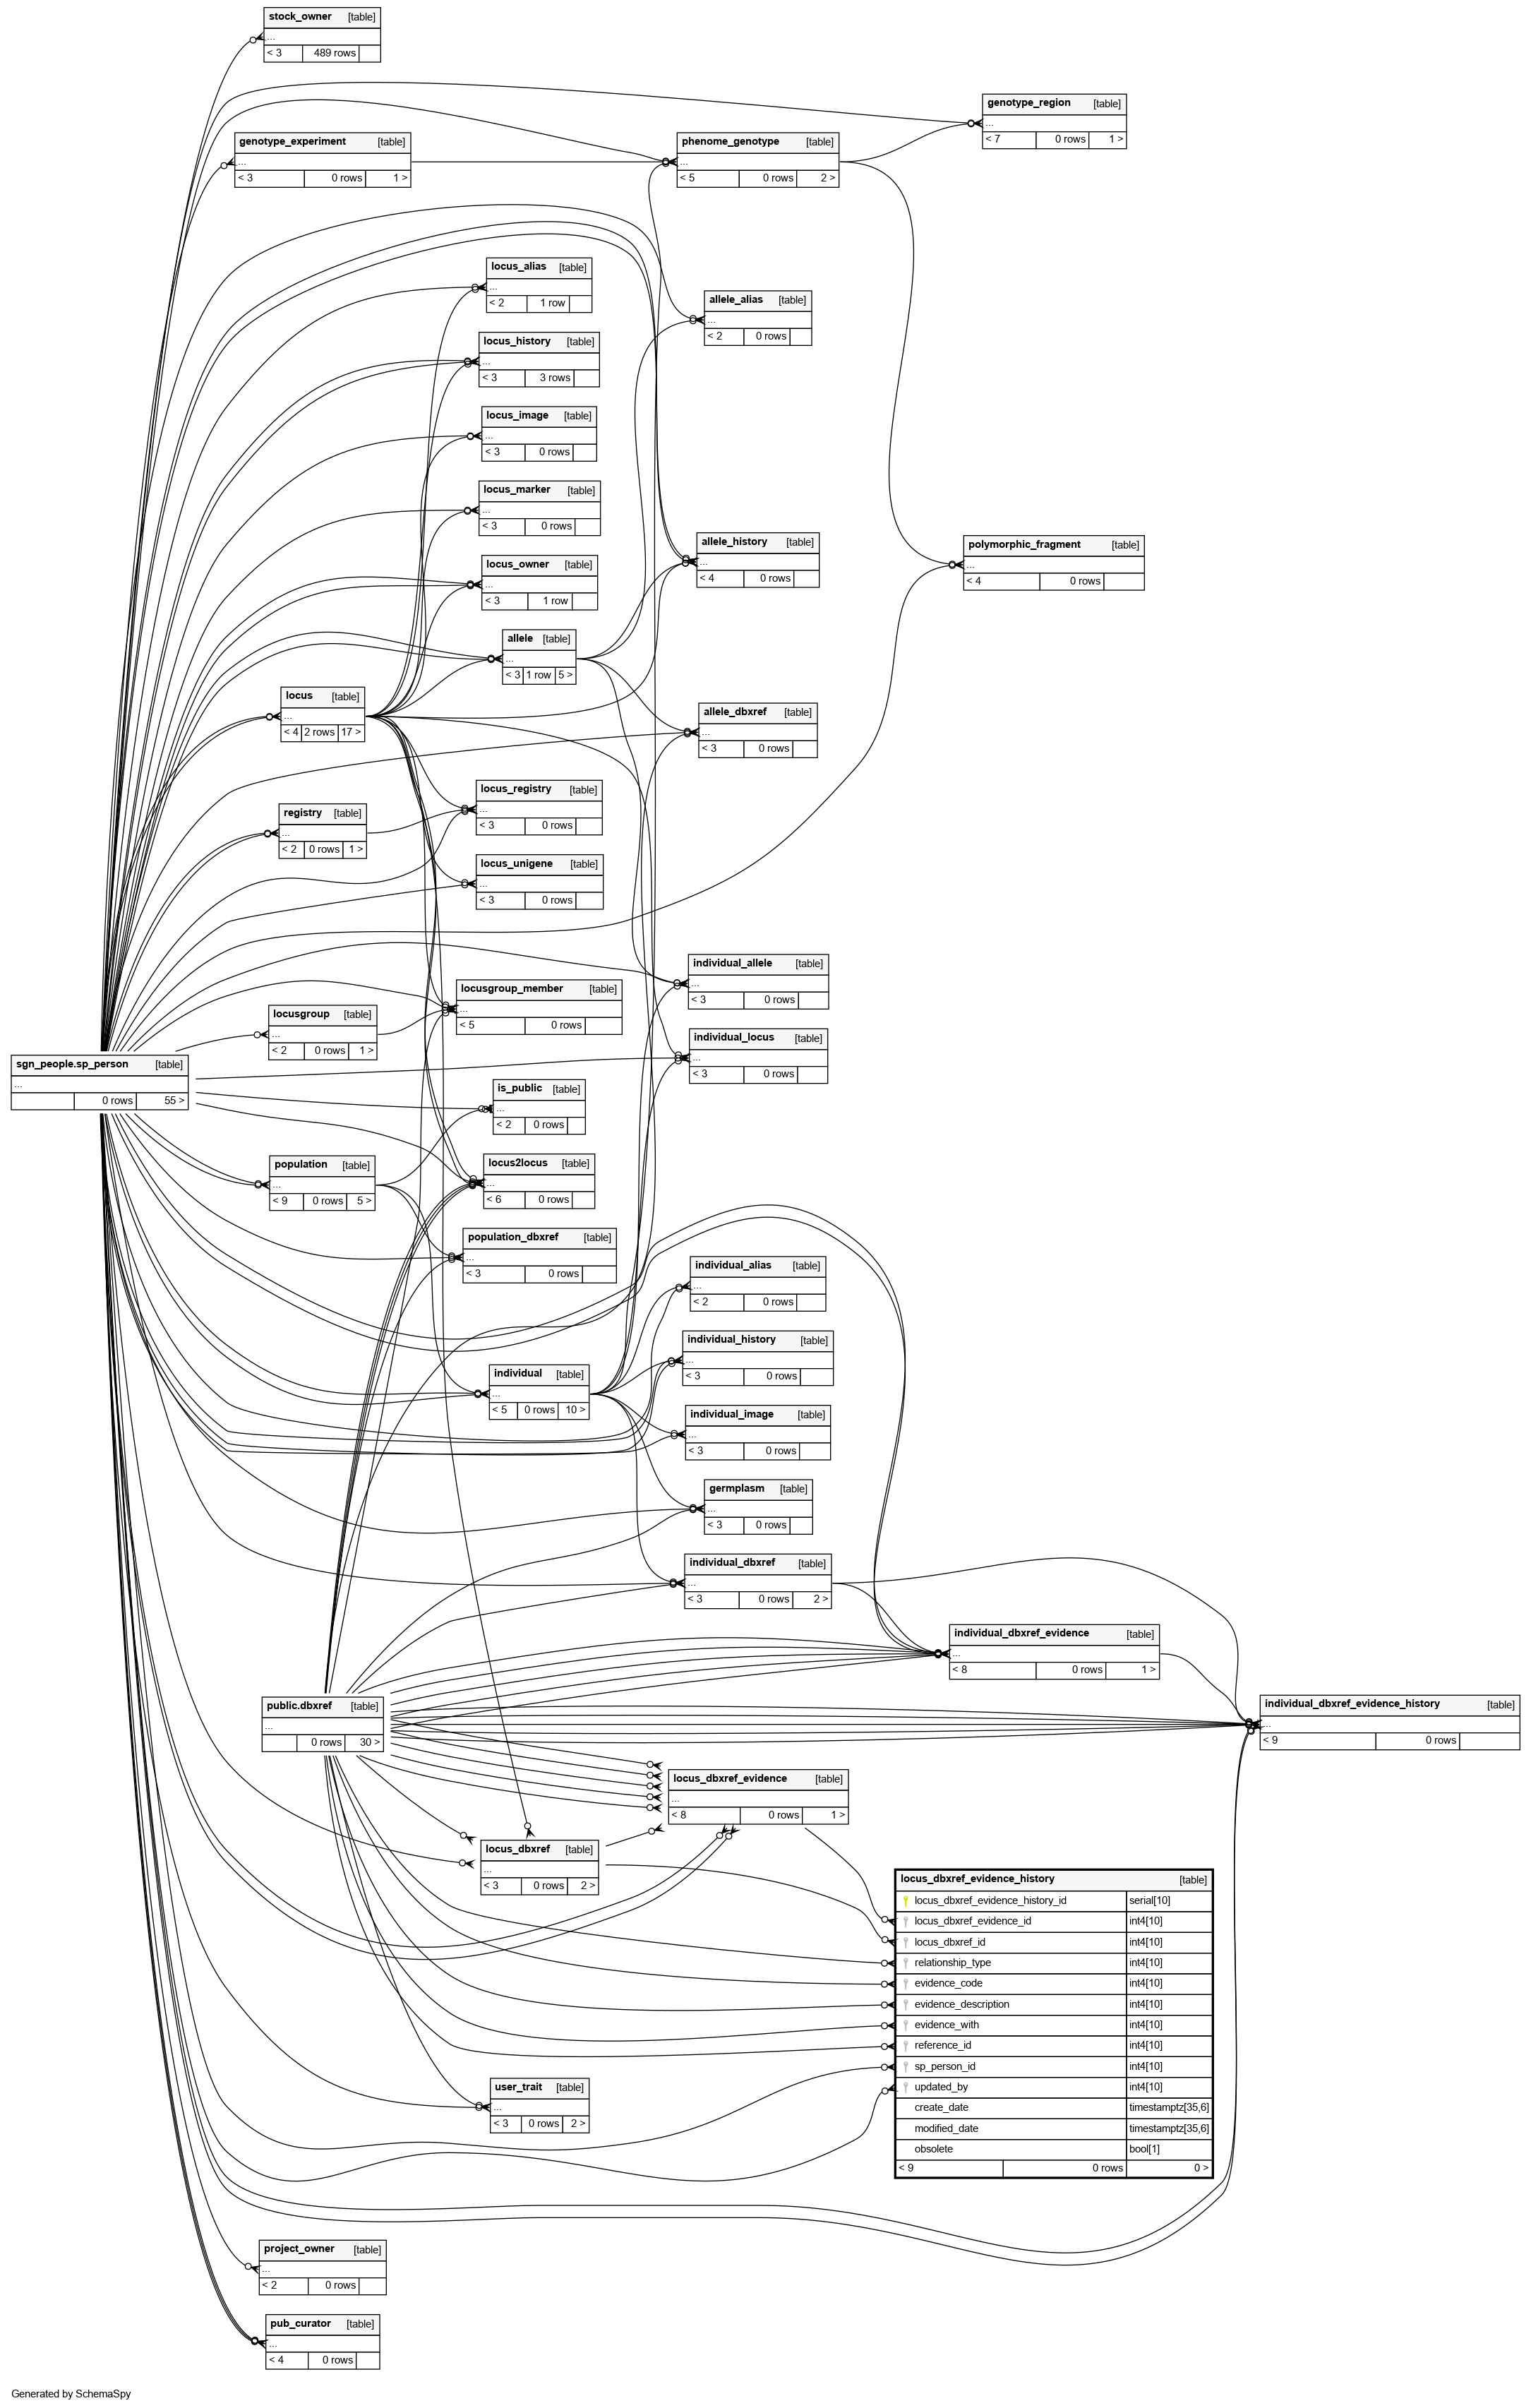 stock_owner [table]
...
< 3 489 rows
genotype_region [table]
...
< 7 0 rows 1 >
genotype_experiment [table]
...
< 3 0 rows 1 >
phenome_genotype [table]
...
< 5 0 rows 2 >
locus_alias [table]
...
< 2 1 row
allele_alias [table]
...
< 2 0 rows
locus_history [table]
...
< 3 3 rows
locus_image [table]
...
< 3 0 rows
locus_marker [table]
...
< 3 0 rows
allele_history [table]
...
< 4 0 rows
polymorphic_fragment [table]
...
< 4 0 rows
locus_owner [table]
...
< 3 1 row
allele [table]
...
< 3 1 row 5 >
locus [table]
...
< 4 2 rows 17 >
allele_dbxref [table]
...
< 3 0 rows
locus_registry [table]
...
< 3 0 rows
registry [table]
...
< 2 0 rows 1 >
locus_unigene [table]
...
< 3 0 rows
individual_allele [table]
...
< 3 0 rows
locusgroup_member [table]
...
< 5 0 rows
locusgroup [table]
...
< 2 0 rows 1 >
individual_locus [table]
...
< 3 0 rows
sgn_people.sp_person [table]
...
0 rows 55 >
is_public [table]
...
< 2 0 rows
locus2locus [table]
...
< 6 0 rows
population [table]
...
< 9 0 rows 5 >
population_dbxref [table]
...
< 3 0 rows
individual_alias [table]
...
< 2 0 rows
individual_history [table]
...
< 3 0 rows
individual [table]
...
< 5 0 rows 10 >
individual_image [table]
...
< 3 0 rows
germplasm [table]
...
< 3 0 rows
individual_dbxref [table]
...
< 3 0 rows 2 >
individual_dbxref_evidence [table]
...
< 8 0 rows 1 >
public.dbxref [table]
...
0 rows 30 >
individual_dbxref_evidence_history [table]
...
< 9 0 rows
locus_dbxref_evidence [table]
...
< 8 0 rows 1 >
locus_dbxref [table]
...
< 3 0 rows 2 >
locus_dbxref_evidence_history [table]
locus_dbxref_evidence_history_id serial[10]
locus_dbxref_evidence_id int4[10]
locus_dbxref_id int4[10]
relationship_type int4[10]
evidence_code int4[10]
evidence_description int4[10]
evidence_with int4[10]
reference_id int4[10]
sp_person_id int4[10]
updated_by int4[10]
create_date timestamptz[35,6]
modified_date timestamptz[35,6]
obsolete bool[1]
< 9 0 rows 0 >
user_trait [table]
...
< 3 0 rows 2 >
project_owner [table]
...
< 2 0 rows
pub_curator [table]
...
< 4 0 rows
Generated by SchemaSpy